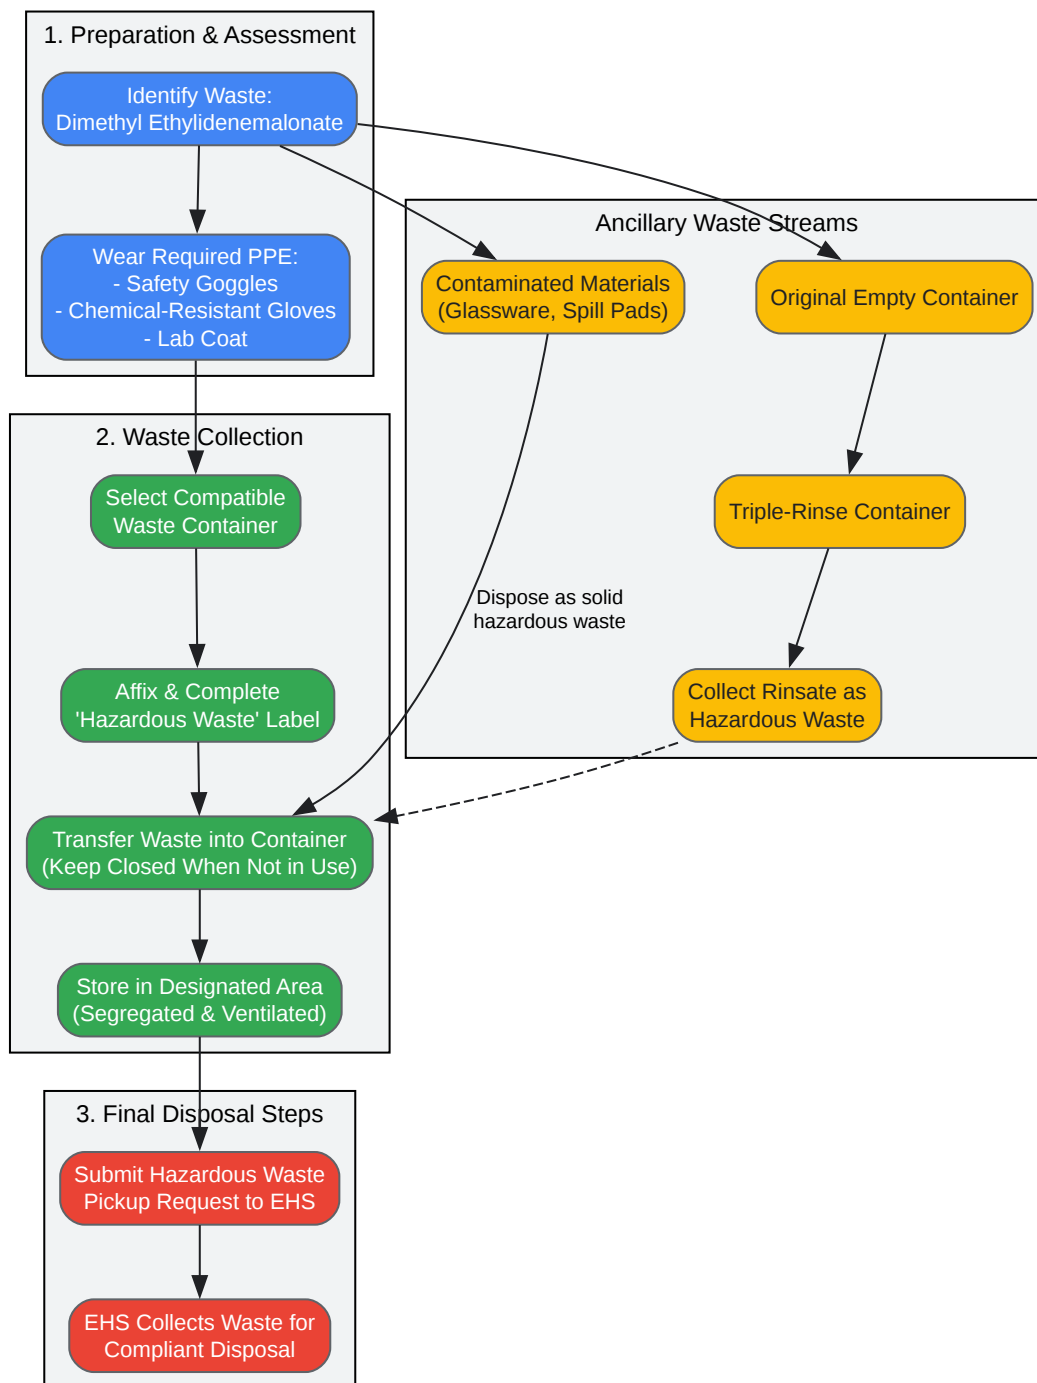 1. Preparation & Assessment
Identify Waste:
Dimethyl Ethylidenemalonate
Wear Required PPE:
- Safety Goggles
- Chemical-Resistant Gloves
- Lab Coat
Ancillary Waste Streams
Contaminated Materials
(Glassware, Spill Pads)
Original Empty Container
Triple-Rinse Container
Dispose as solid
hazardous waste
Collect Rinsate as
Hazardous Waste
2. Waste Collection
Select Compatible
Waste Container
Affix & Complete
'Hazardous Waste' Label
Transfer Waste into Container
(Keep Closed When Not in Use)
Store in Designated Area
(Segregated & Ventilated)
3. Final Disposal Steps
Submit Hazardous Waste
Pickup Request to EHS
EHS Collects Waste for
Compliant Disposal